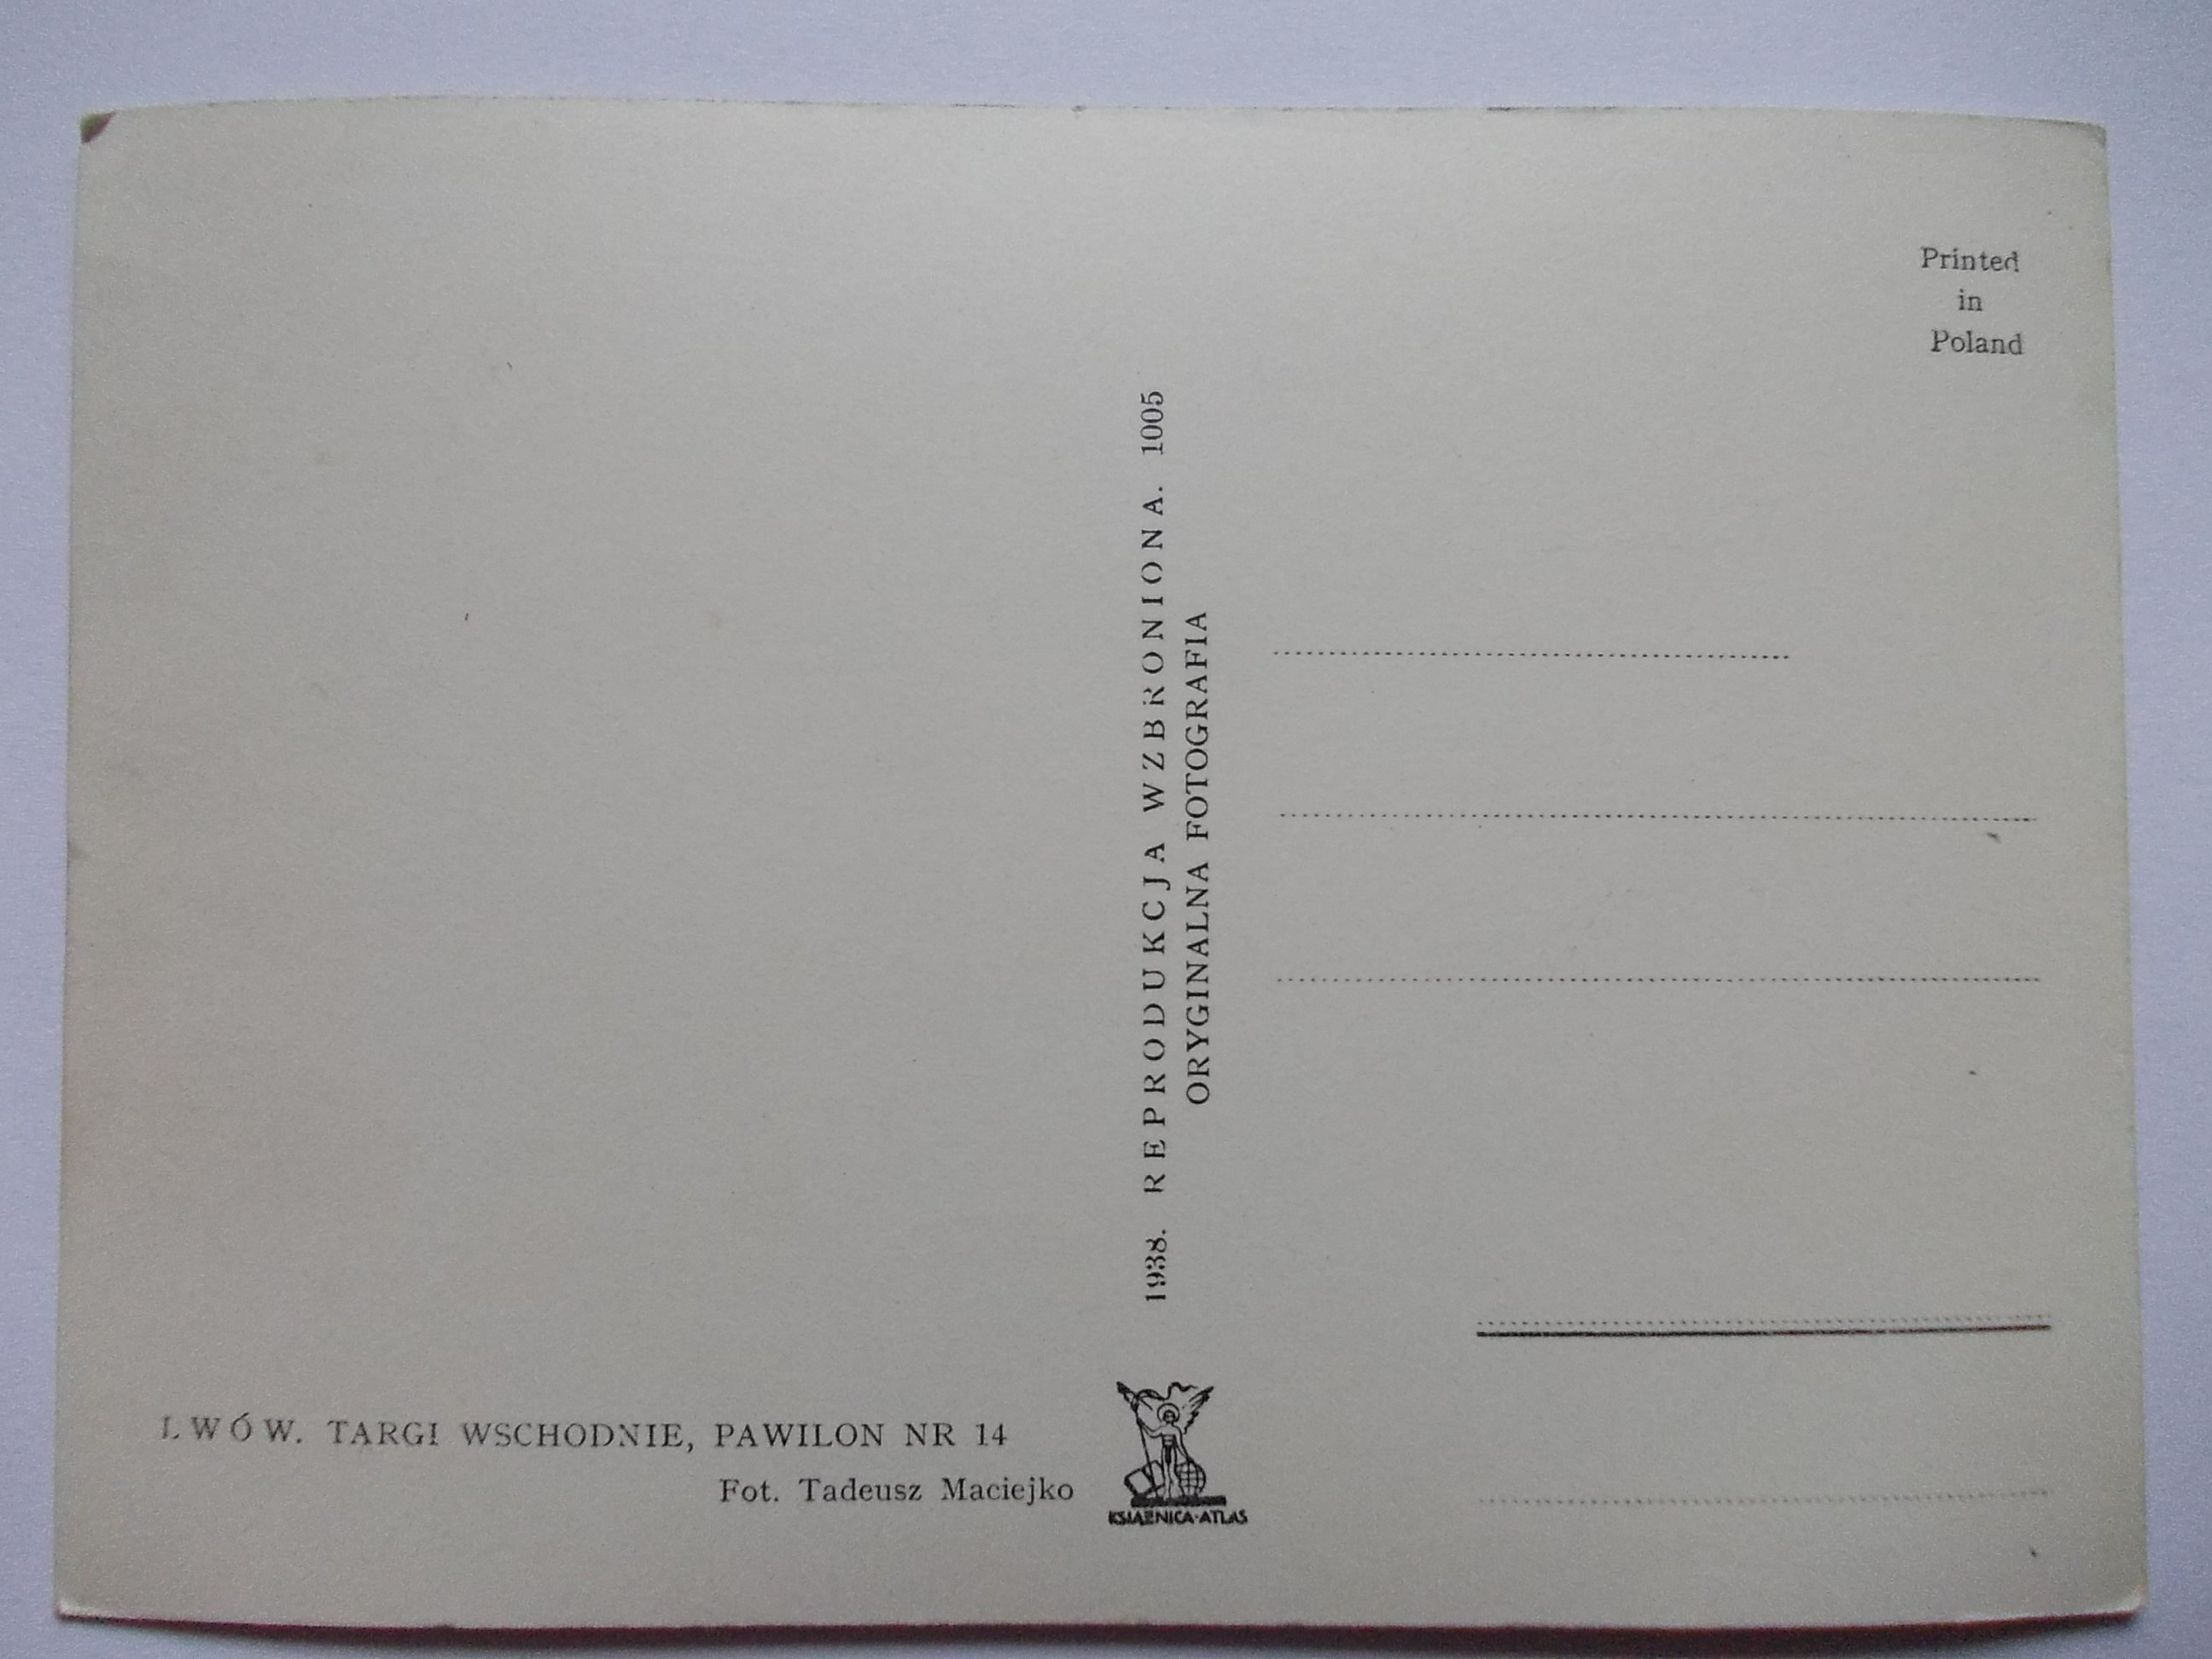 Printed
in
Poland
1938. REPRODUKCJA WZBRONIONA. 1005
ORYGINALNA FOTOGRAFIA
LWÓW. TARGI WSCHODNIE, PAWILON NR 14
Fot. Tadeusz Maciejko
KSIĄŻNICA-ATLAS